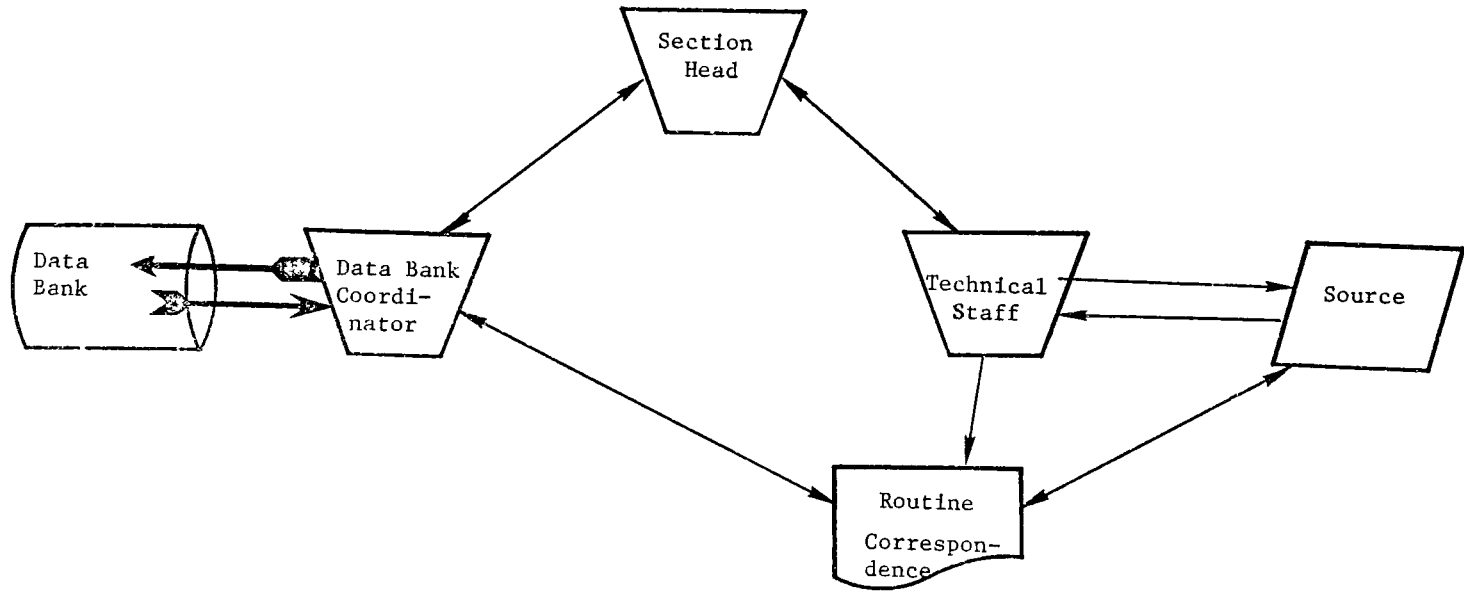 Section
Head
Data
Bank
Data Bank
Coordi-
nator
Technical
Staff
Source
Routine
Correspon-
dence